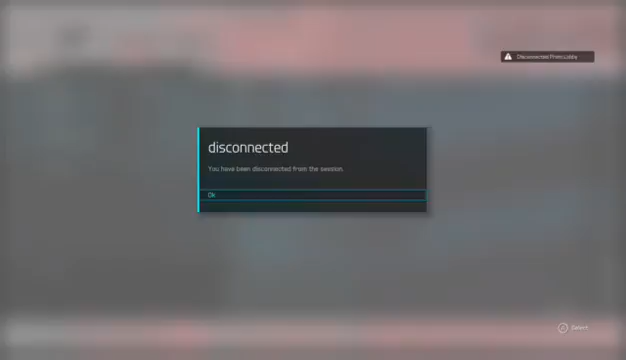 Disconnected From Lobby
disconnected
You have been disconnected from the session.
Ok
Select